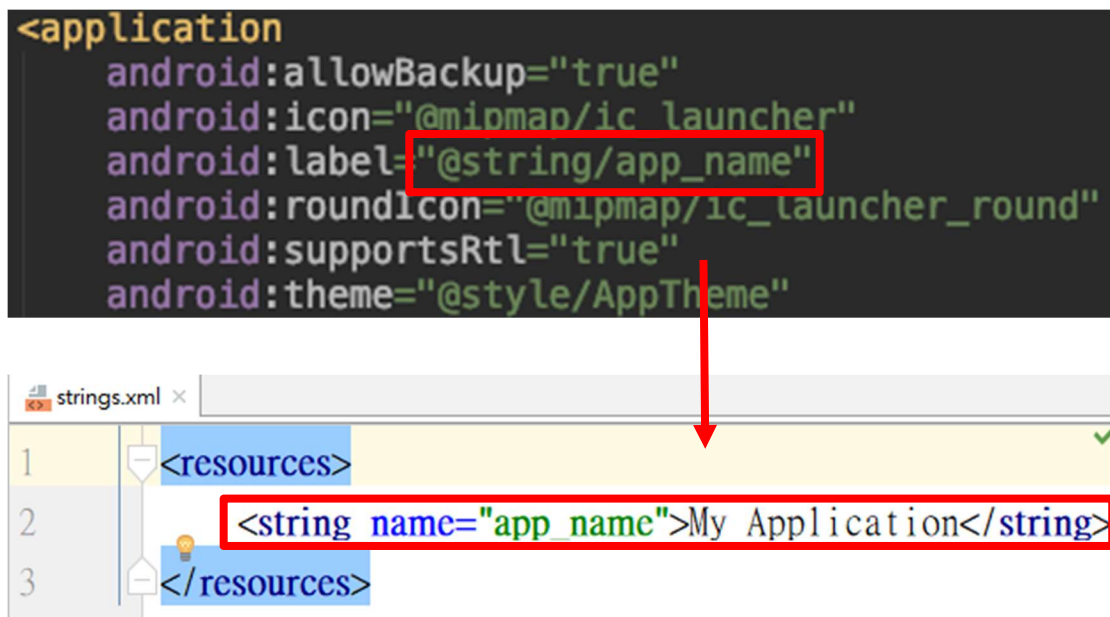 <application
android:allowBackup="true"
android:icon="@mipmap/ic_launcher"
android:label="@string/app_name"
android:roundIcon="@mipmap/ic_launcher_round"
android:supportsRtl="true"
android:theme="@style/AppTheme"
strings.xml
1 <resources>
2 <string name="app_name">My Application</string>
3 </resources>